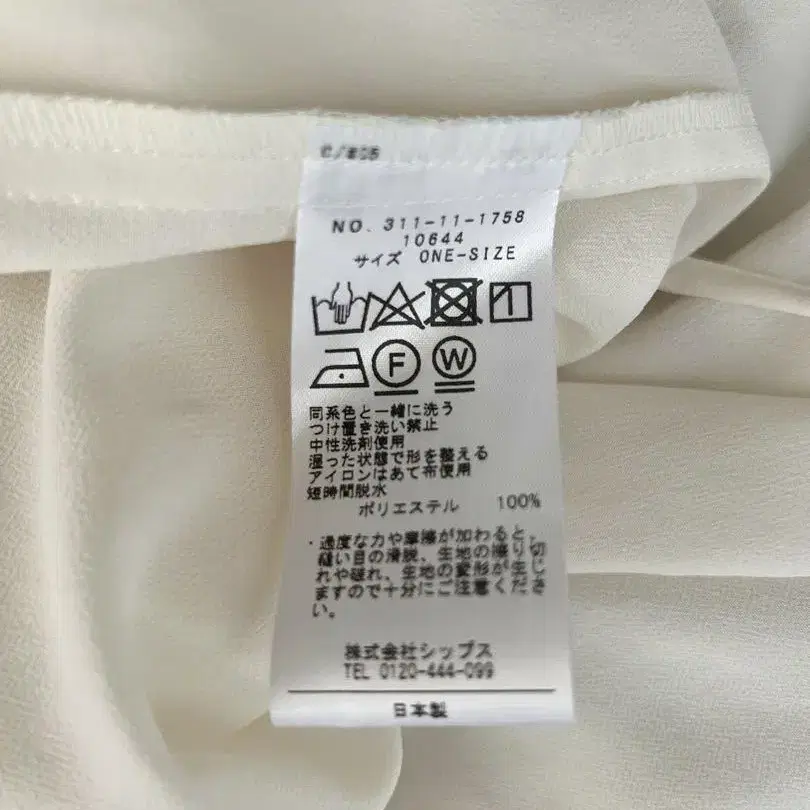 NO. 311-11-1758
10644
サイズ ONE-SIZE
F W
同系色と一緒に洗う
つけ置き洗い禁止
中性洗剤使用
湿った状態で形を整える
アイロンはあて布使用
短時間脱水
ポリエステル 100%
・過度な力や摩擦が加わると、
縫い目の滑脱、生地の擦り切
れや破れ、生地の変形が生じ
ますので十分にご注意くださ
い。
株式会社シップス
TEL 0120-444-099
日本製